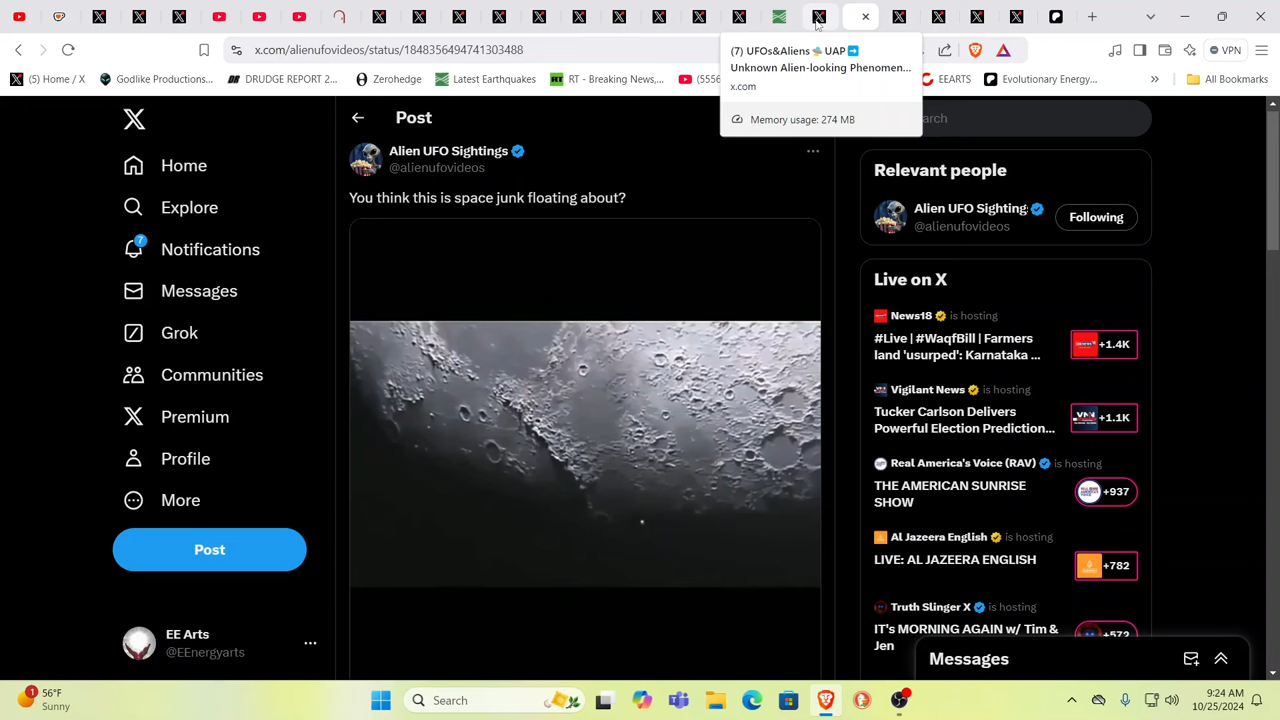 (7) UFOs&Aliens🛸UAP➡️
Unknown Alien-looking Phenomen...
x.com
Memory usage: 274 MB
x.com/alienufovideos/status/1848356494741303488
VPN
(5) Home / X
Godlike Productions...
DRUDGE REPORT 2...
Zerohedge
Latest Earthquakes
RT - Breaking News,...
(555
EEARTS
Evolutionary Energy...
All Bookmarks
Post
Home
Explore
7
Notifications
Messages
Grok
Communities
Premium
Profile
More
Post
EE Arts
@EEnergyarts
Alien UFO Sightings
@alienufovideos
You think this is space junk floating about?
earch
Relevant people
Alien UFO Sighting:
@alienufovideos
Following
Live on X
News18 is hosting
#Live | #WaqfBill | Farmers
land 'usurped': Karnataka ...
+1.4K
Vigilant News is hosting
Tucker Carlson Delivers
Powerful Election Prediction...
+1.1K
Real America's Voice (RAV) is hosting
THE AMERICAN SUNRISE
SHOW
+937
Al Jazeera English is hosting
LIVE: AL JAZEERA ENGLISH
+782
Truth Slinger X is hosting
IT's MORNING AGAIN w/ Tim &
Jen
+572
Messages
1
56°F
Sunny
Search
9:24 AM
10/25/2024